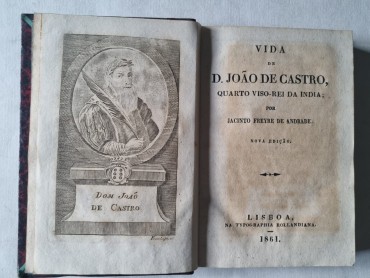 DOM JOAÕ
DE CASTRO.
VIDA
DE
D. JOÃO DE CASTRO,
QUARTO VISO-REI DA INDIA;
POR
JACINTO FREYRE DE ANDRADE;
NOVA EDIÇÃO;
LISBOA,
NA TYPOGRAPHIA ROLLANDIANA.
1861.